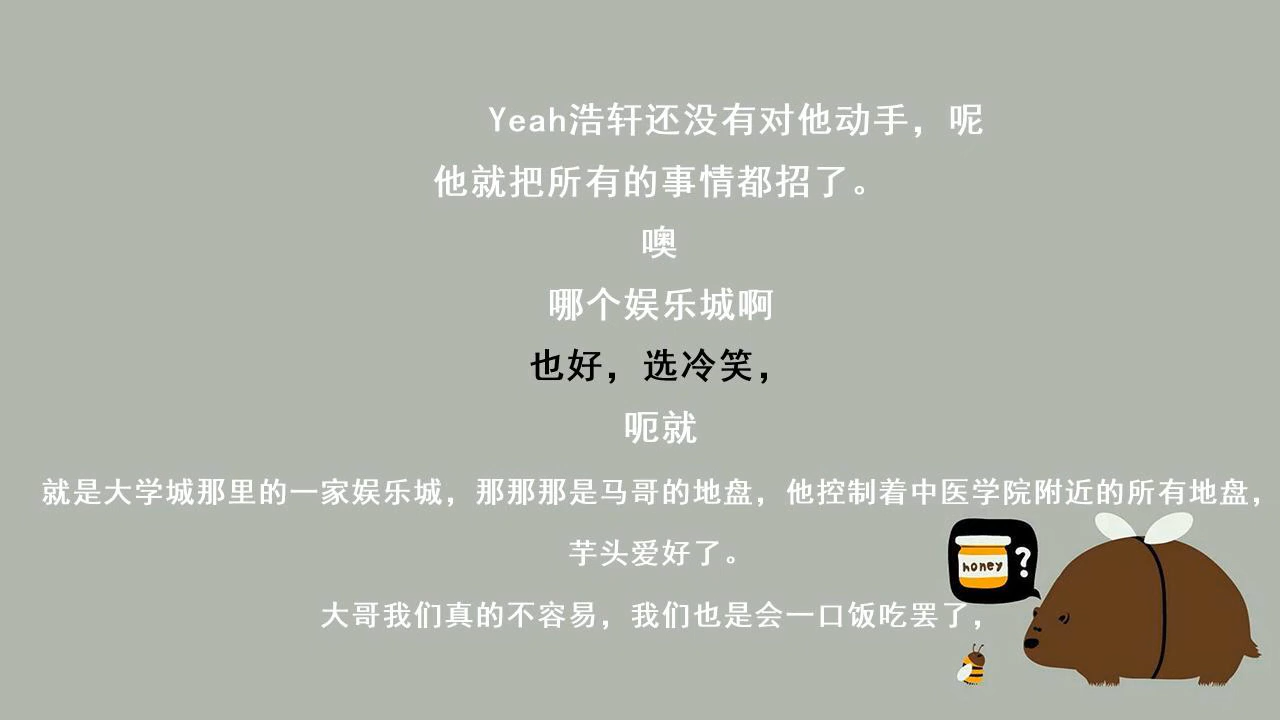 Yeah浩轩还没有对他动手，呢
他就把所有的事情都招了。
噢
哪个娱乐城啊
也好，选冷笑，
呃就
就是大学城那里的一家娱乐城，那那那是马哥的地盘，他控制着中医学院附近的所有地盘，
芋头爱好了。
大哥我们真的不容易，我们也是会一口饭吃罢了，
honey
?